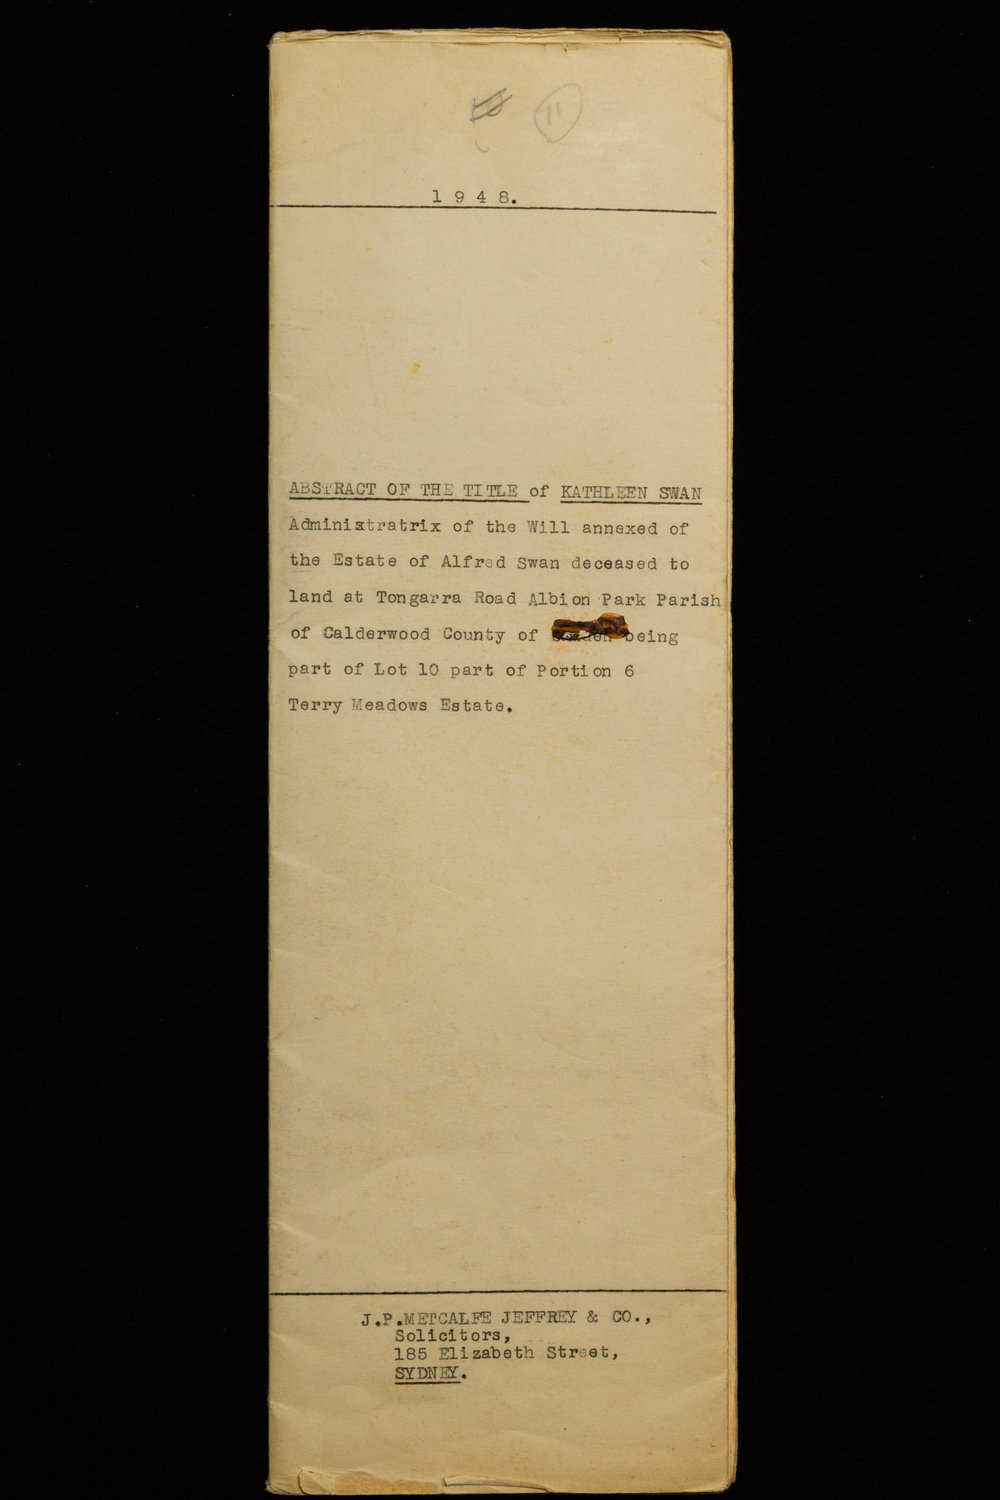 11
1948.
ABSTRACT OF THE TITLE of KATHLEEN SWAN
Administratrix of the Will annexed of
the Estate of Alfred Swan deceased to
land at Tongarra Road Albion Park Parish
of Calderwood County of being
part of Lot 10 part of Portion 6
Terry Meadows Estate.
J.P.METCALFE JEFFREY & CO.,
Solicitors,
185 Elizabeth Street,
SYDNEY.